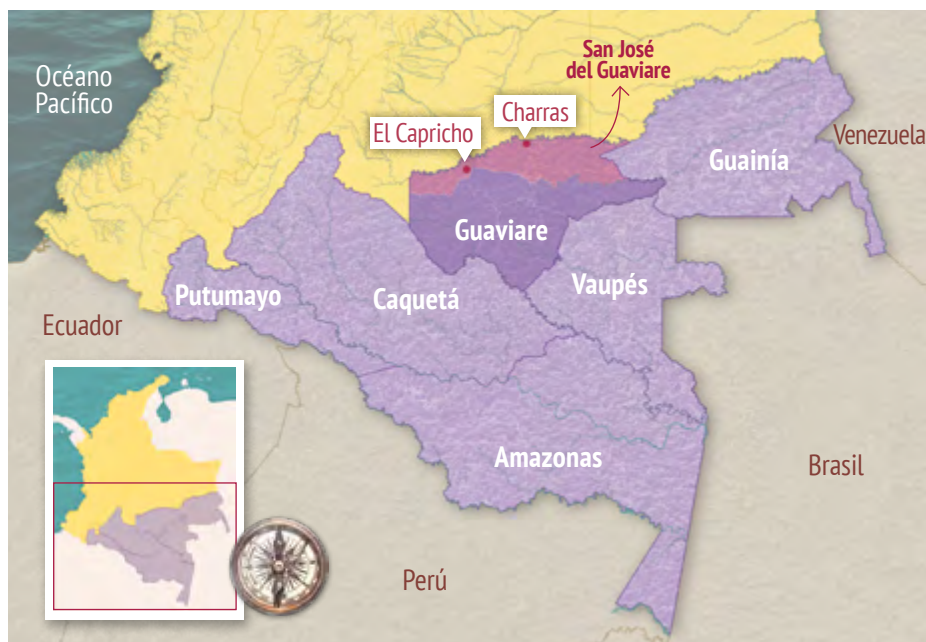 Océano
Pacífico
San José
del Guaviare
Charras
El Capricho
Venezuela
Guainía
Guaviare
Vaupés
Putumayo
Caquetá
Ecuador
Amazonas
Brasil
Perú